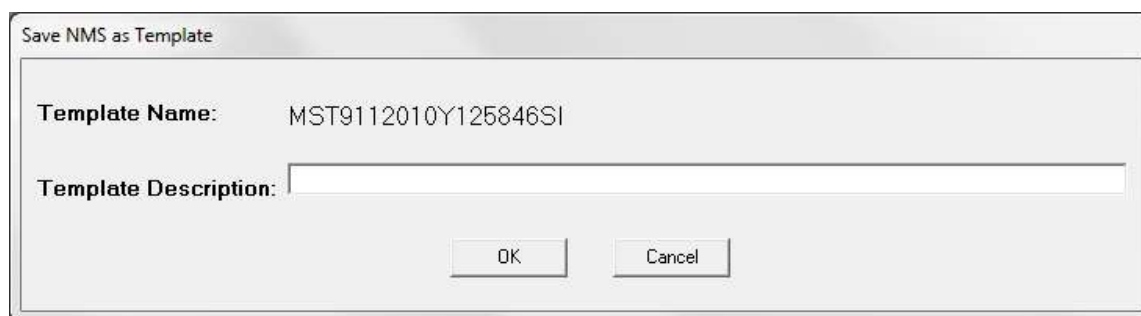 Save NMS as Template
Template Name: MST9112010Y125846SI
Template Description:
OK Cancel